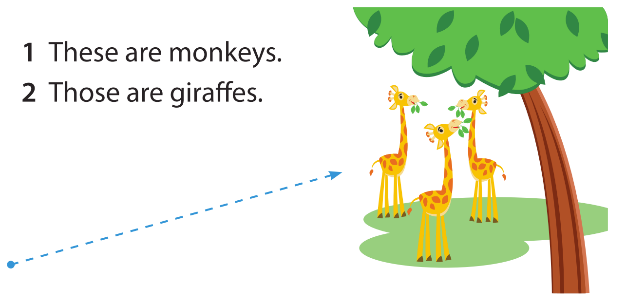 1 These are monkeys.
2 Those are giraffes.